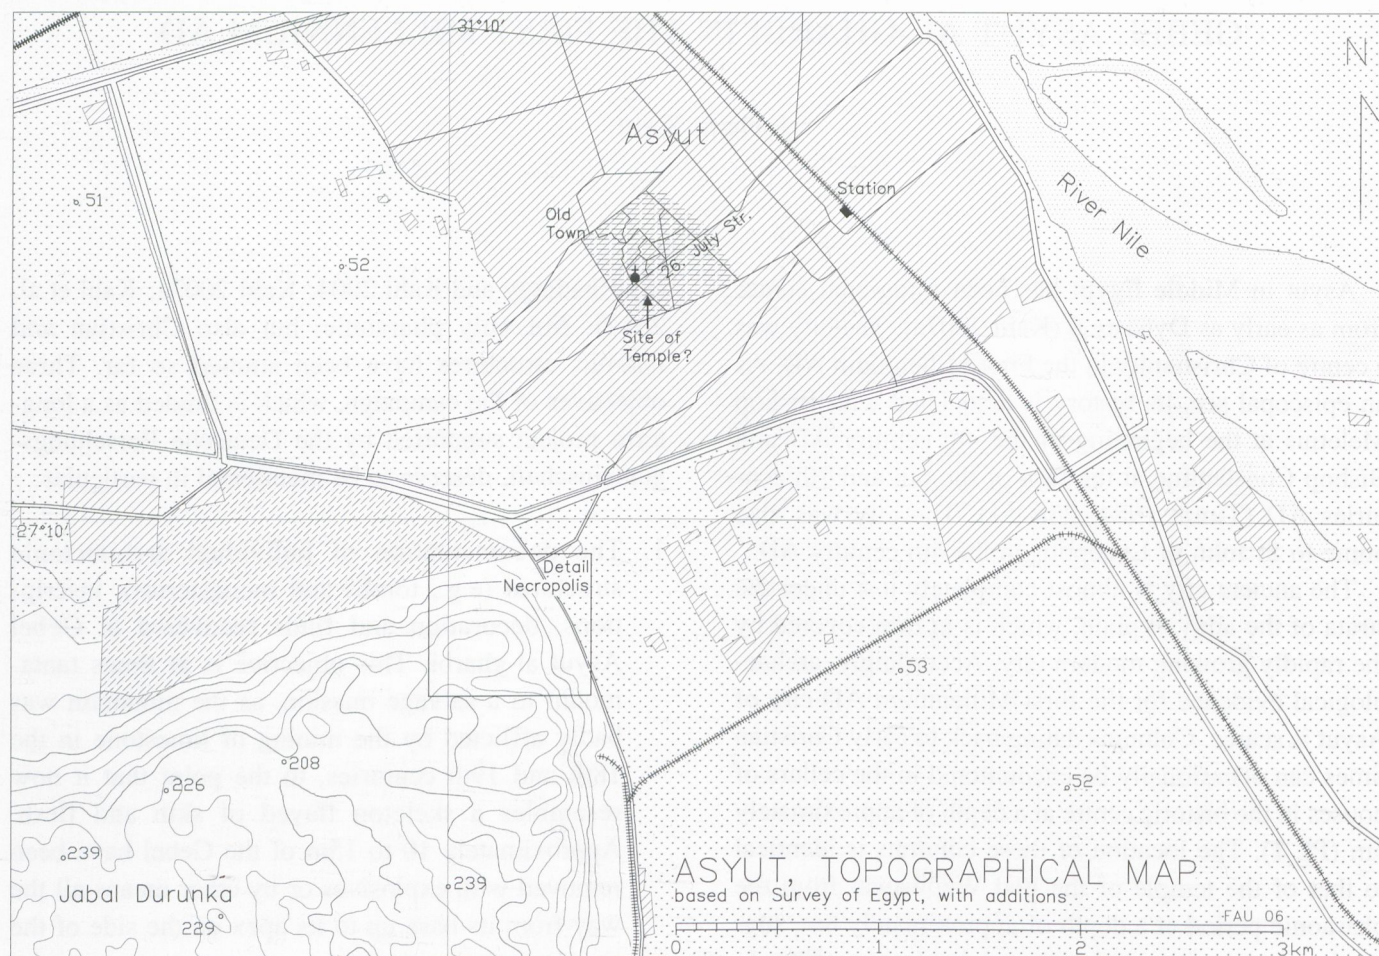 31°10'
N
Asyut
Station
51
River Nile
Old
Town
26. July Str.
52
Site of
Temple?
27°10'
Detail
Necropolis
53
208
226
52
239
ASYUT, TOPOGRAPHICAL MAP
239
Jabal Durunka
based on Survey of Egypt, with additions
FAU 06
229
0
1
2
3km